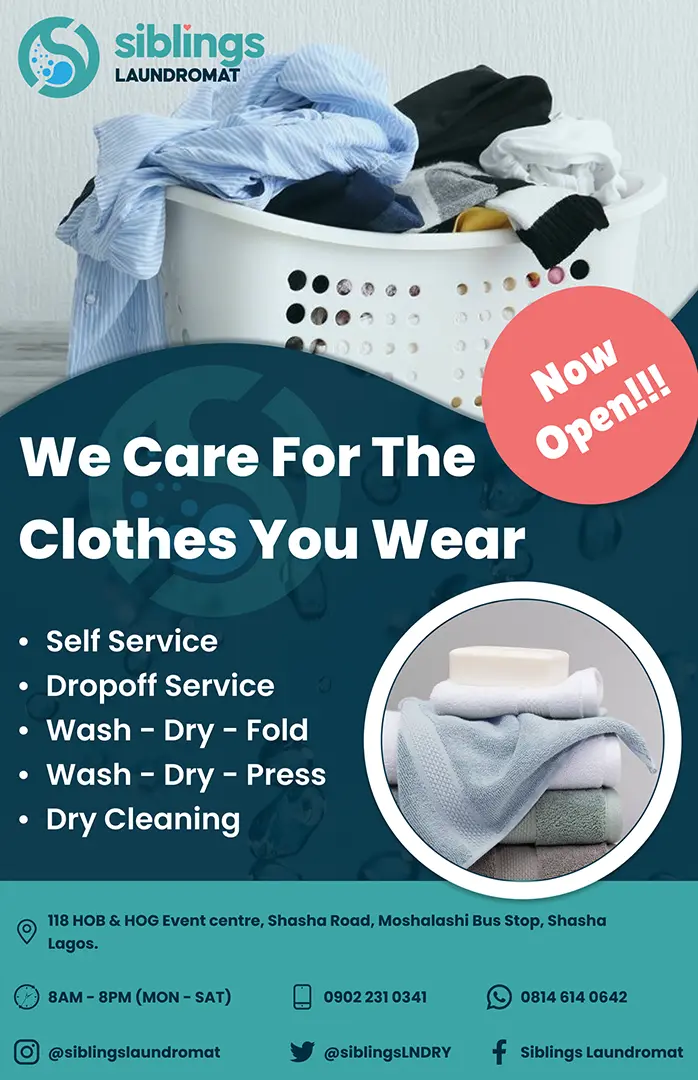 siblings
LAUNDROMAT
Now
Open!!!
We Care For The
Clothes You Wear
• Self Service
• Dropoff Service
• Wash - Dry - Fold
• Wash - Dry - Press
• Dry Cleaning
118 HOB & HOG Event centre, Shasha Road, Moshalashi Bus Stop, Shasha
Lagos.
8AM - 8PM (MON - SAT)
0902 231 0341
0814 614 0642
@siblingslaundromat
@siblingsLNDRY
Siblings Laundromat